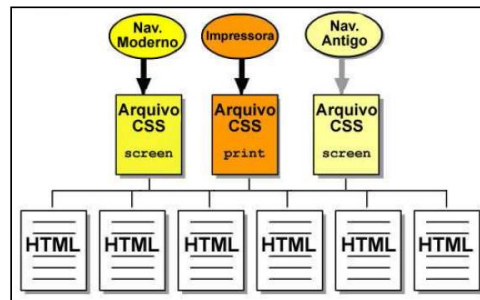 Nav.
Moderno
Impressora
Nav.
Antigo
Arquivo
CSS
screen
Arquivo
CSS
print
Arquivo
CSS
screen
HTML
HTML
HTML
HTML
HTML
HTML